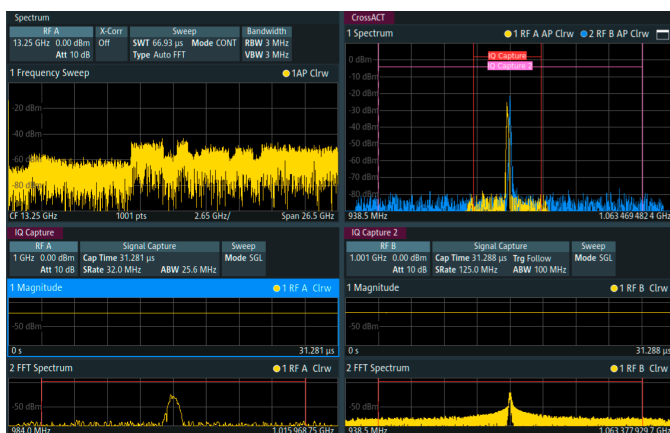 Spectrum
RF A X-Corr Sweep Bandwidth
13.25 GHz 0.00 dBm Off SWT 66.93 µs Mode CONT RBW 3 MHz
Att 10 dB Type Auto FFT VBW 3 MHz
1 Frequency Sweep 1AP Clrw
-20 dBm
-40 dBm
-60 dBm
-80 dBm
CF 13.25 GHz 1001 pts 2.65 GHz/ Span 26.5 GHz
CrossACT
1 Spectrum 1 RF A AP Clrw 2 RF B AP Clrw
IQ Capture
0 dBm
IQ Capture 2
-10 dBm
-20 dBm
-30 dBm
-40 dBm
-50 dBm
-60 dBm
-70 dBm
-80 dBm
938.5 MHz 1.063 469 482 4 GHz
IQ Capture
RF A Signal Capture Sweep
1 GHz 0.00 dBm Cap Time 31.281 µs Mode SGL
Att 10 dB SRate 32.0 MHz ABW 25.6 MHz
1 Magnitude 1 RF A Clrw
-50 dBm
0 s 31.281 µs
2 FFT Spectrum 1 RF A Clrw
-50 dBm
984.0 MHz 1.015 968 75 GHz
IQ Capture 2
RF B Signal Capture Sweep
1.001 GHz 0.00 dBm Cap Time 31.288 µs Trg Follow Mode SGL
Att 10 dB SRate 125.0 MHz ABW 100 MHz
1 Magnitude 1 RF B Clrw
-50 dBm
0 s 31.288 µs
2 FFT Spectrum 1 RF B Clrw
-50 dBm
938.5 MHz 1.063 377 929 7 GHz